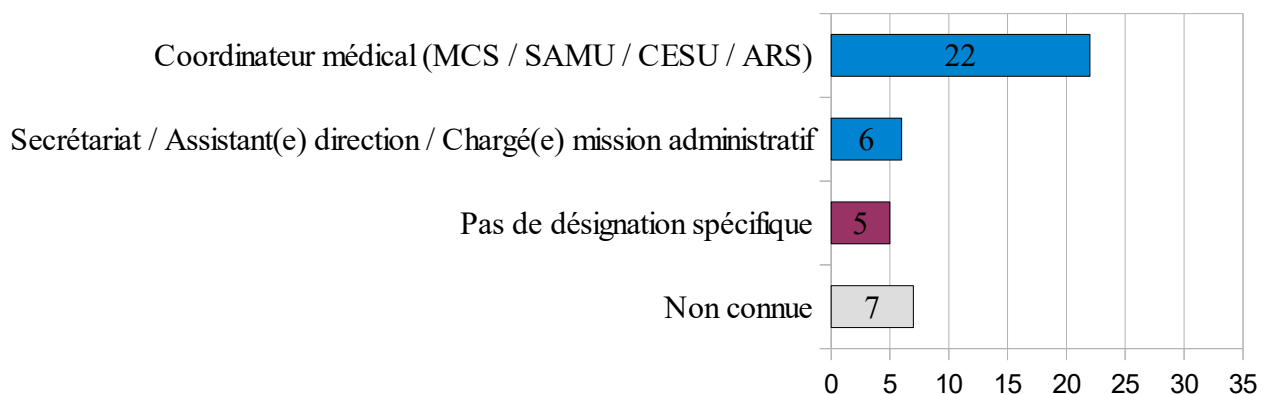 Coordinateur médical (MCS / SAMU / CESU / ARS) 22
Secrétariat / Assistant(e) direction / Chargé(e) mission administratif 6
Pas de désignation spécifique 5
Non connue 7
0 5 10 15 20 25 30 35